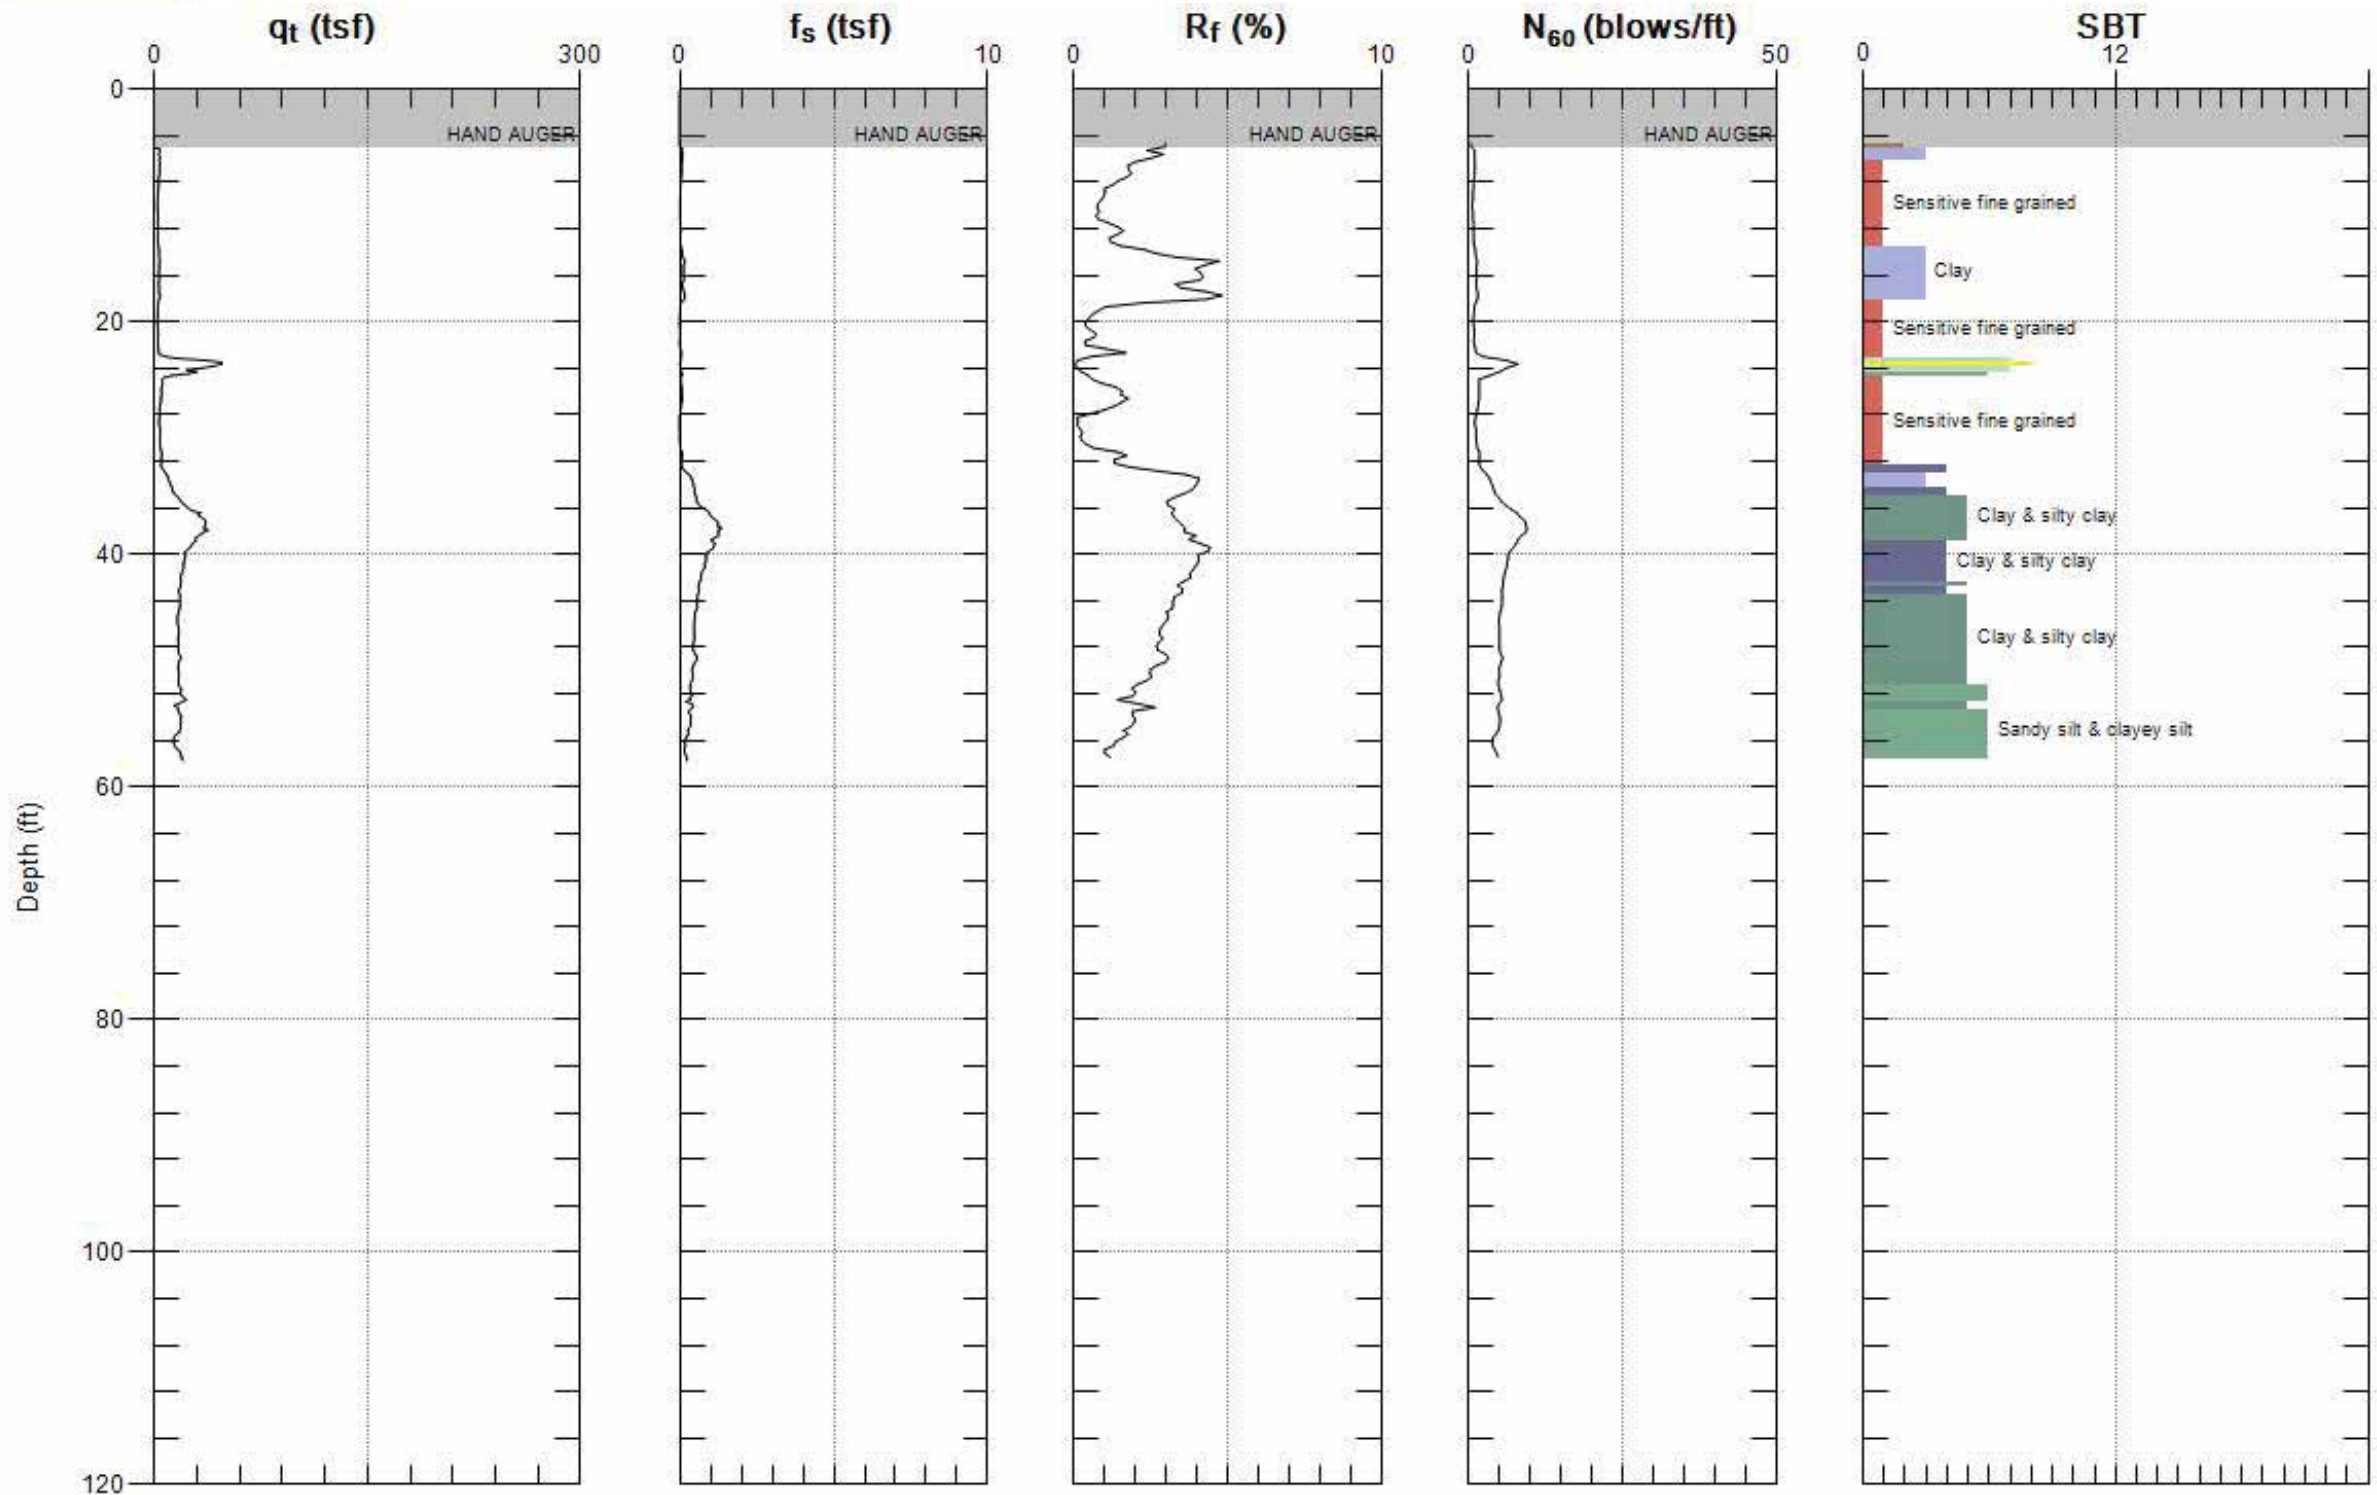 qt (tsf) fs (tsf) Rf (%) N60 (blows/ft) SBT
0 300 0 10 0 10 0 50 0 12
0
HAND AUGER HAND AUGER HAND AUGER HAND AUGER
Sensitive fine grained
Clay
20
Sensitive fine grained
Sensitive fine grained
Clay & silty clay
40
Clay & silty clay
Clay & silty clay
Sandy silt & clayey silt
60
Depth (ft)
80
100
120